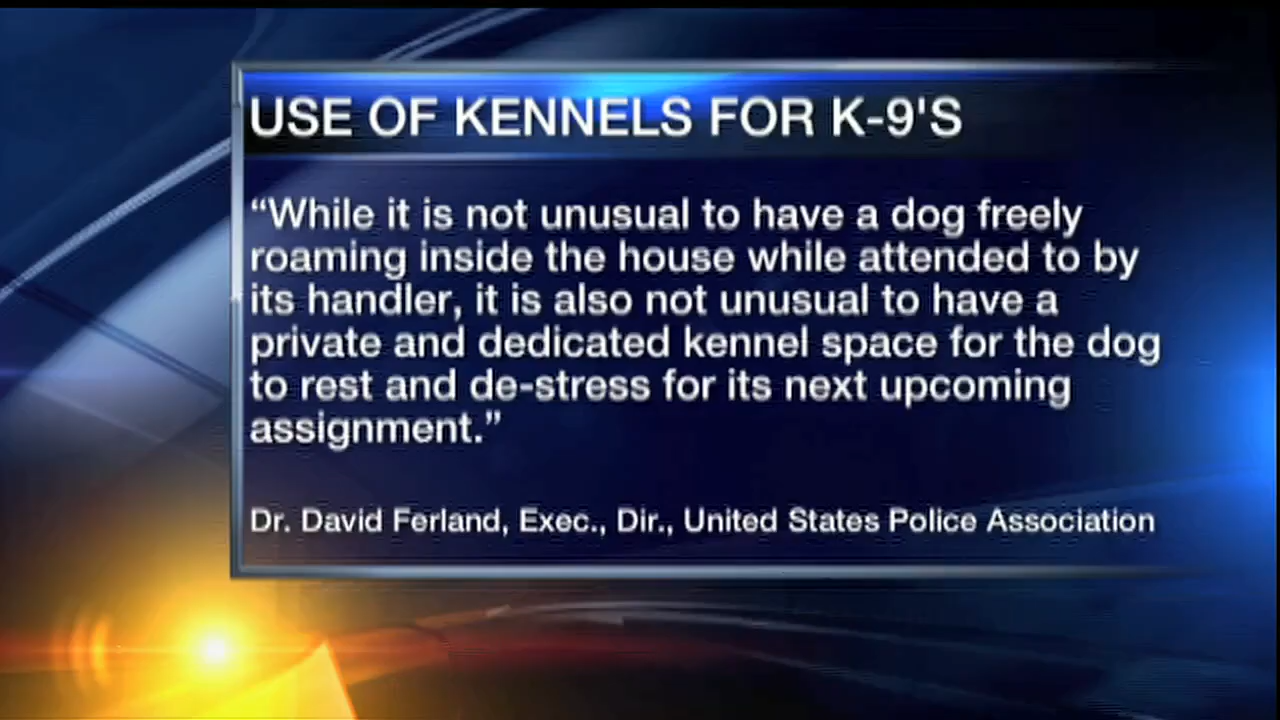 USE OF KENNELS FOR K-9'S
“While it is not unusual to have a dog freely
roaming inside the house while attended to by
its handler, it is also not unusual to have a
private and dedicated kennel space for the dog
to rest and de-stress for its next upcoming
assignment.”
Dr. David Ferland, Exec., Dir., United States Police Association